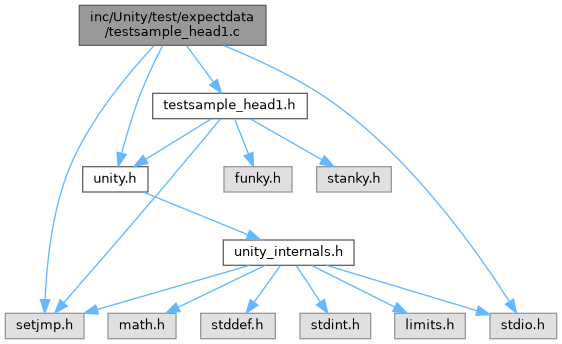 inc/Unity/test/expectdata
/testsample_head1.c
testsample_head1.h
unity.h
funky.h
stanky.h
unity_internals.h
setjmp.h
math.h
stddef.h
stdint.h
limits.h
stdio.h